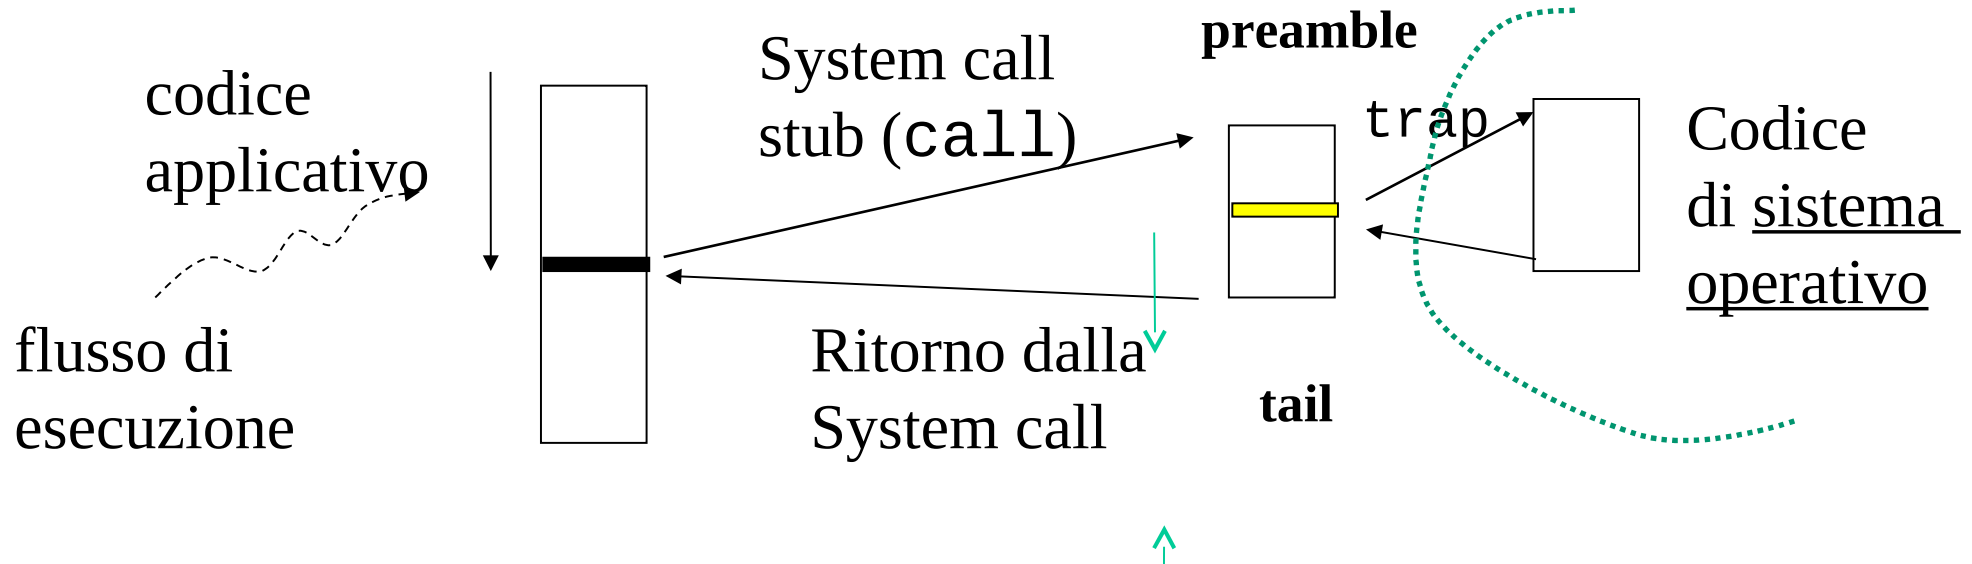 preamble
System call
stub (call)
codice
applicativo
trap
Codice
di sistema
operativo
flusso di
esecuzione
Ritorno dalla
System call
tail